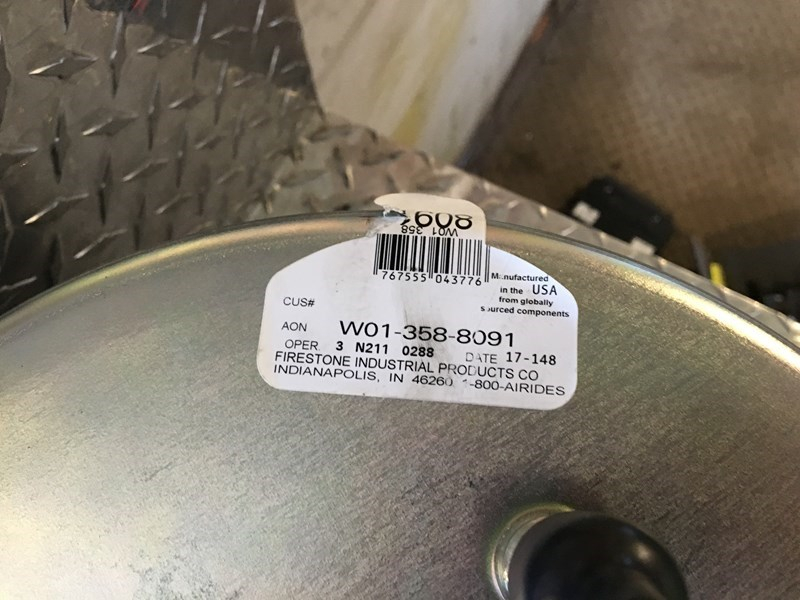 W01 358
767555 043776
Manufactured
in the USA
from globally
sourced components
CUS#
AON W01-358-8091
OPER. 3 N211 0288 DATE 17-148
FIRESTONE INDUSTRIAL PRODUCTS CO
INDIANAPOLIS, IN 46260 1-800-AIRIDES